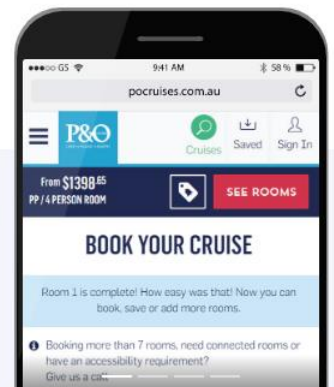 ●●●○○ GS 9:41 AM 58 %
pocruises.com.au
P&O
Cruises Saved Sign In
From $1398.65
PP / 4 PERSON ROOM
SEE ROOMS
BOOK YOUR CRUISE
Room 1 is complete! How easy was that! Now you can
book, save or add more rooms.
Booking more than 7 rooms, need connected rooms or
have an accessibility requirement?
Give us a call